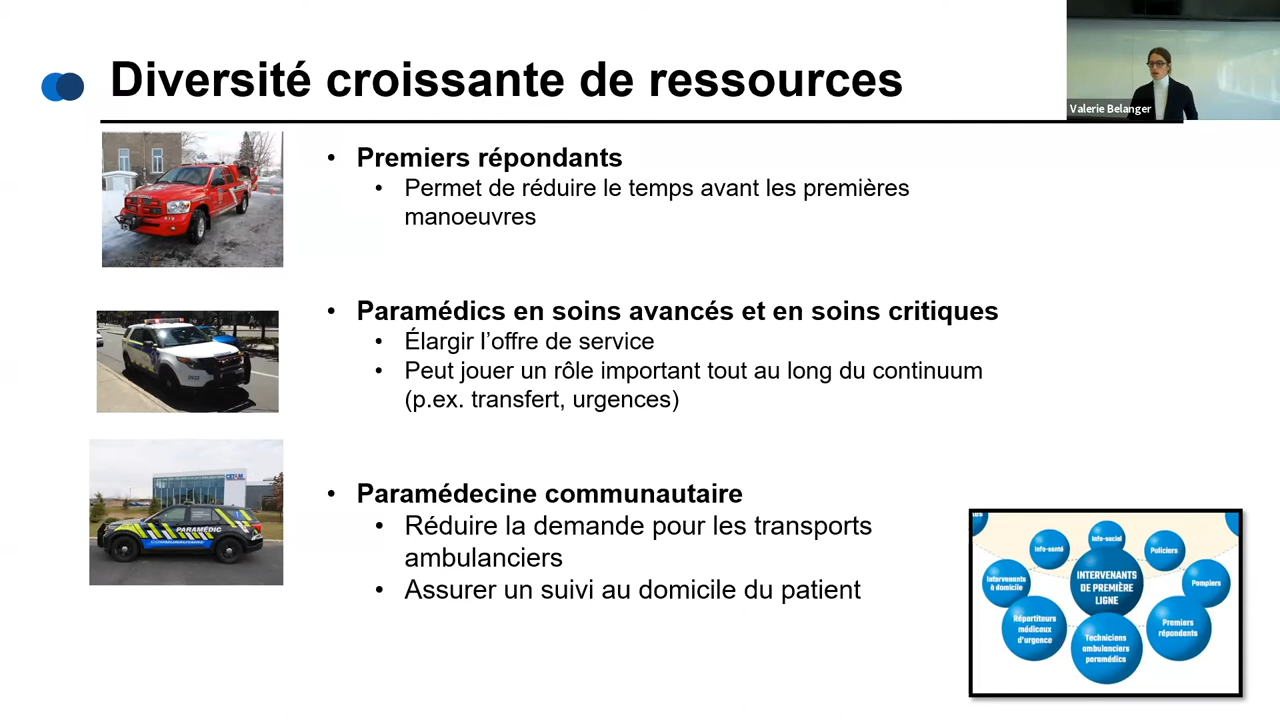 Diversité croissante de ressources
Valerie Belanger
• Premiers répondants
• Permet de réduire le temps avant les premières
manoeuvres
• Paramédics en soins avancés et en soins critiques
• Élargir l’offre de service
• Peut jouer un rôle important tout au long du continuum
(p.ex. transfert, urgences)
PARAMÉDIC
• Paramédecine communautaire
• Réduire la demande pour les transports
ambulanciers
• Assurer un suivi au domicile du patient
Info-social
Info-santé
Policiers
Intervenants
à domicile
INTERVENANTS
DE PREMIÈRE
LIGNE
Pompiers
Répartiteurs
médicaux
d'urgence
Premiers
répondants
Techniciens
ambulanciers
paramédics